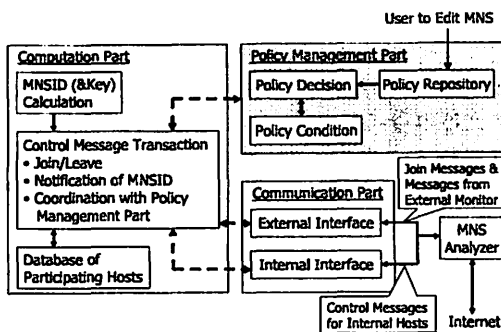 User to Edit MNS
Computation Part
MNSID (&Key)
Calculation
Control Message Transaction
• Join/Leave
• Notification of MNSID
• Coordination with Policy
Management Part
Database of
Participating Hosts
Policy Management Part
Policy Decision
Policy Repository
Policy Condition
Communication Part
External Interface
Internal Interface
Join Messages &
Messages from
External Monitor
MNS
Analyzer
Control Messages
for Internal Hosts
Internet